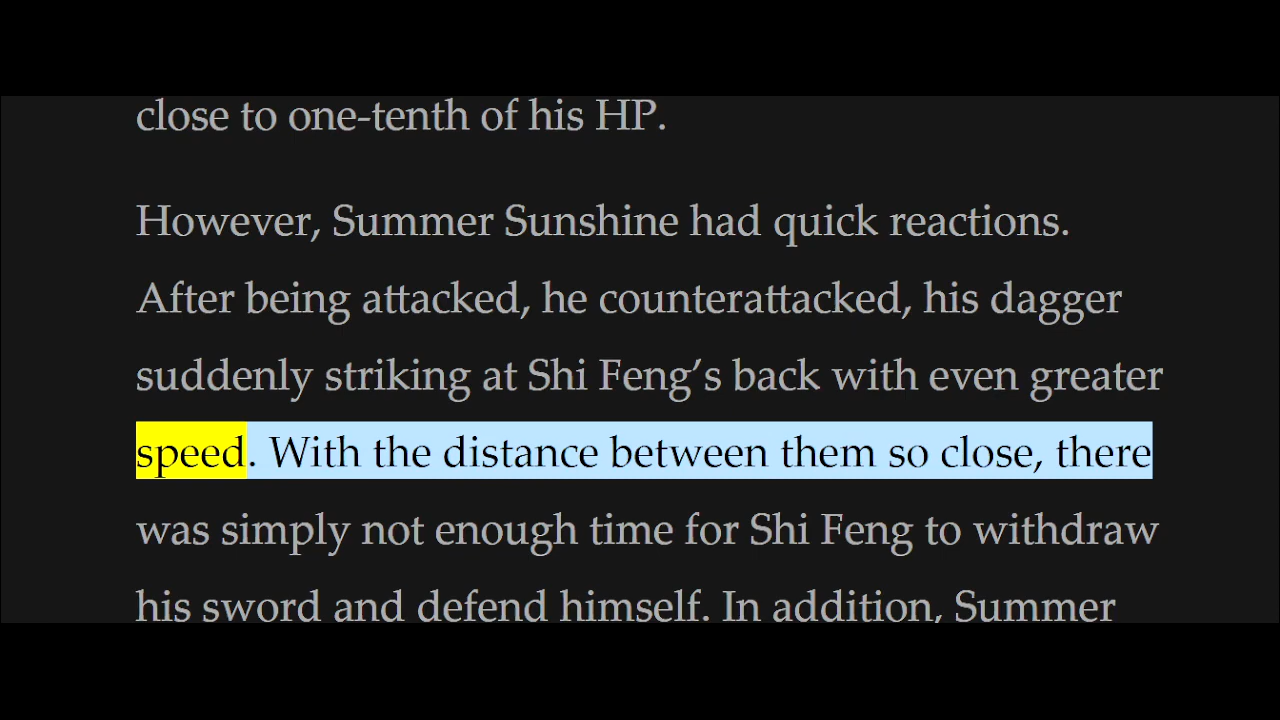 close to one-tenth of his HP.
However, Summer Sunshine had quick reactions.
After being attacked, he counterattacked, his dagger
suddenly striking at Shi Feng’s back with even greater
speed. With the distance between them so close, there
was simply not enough time for Shi Feng to withdraw
his sword and defend himself. In addition, Summer